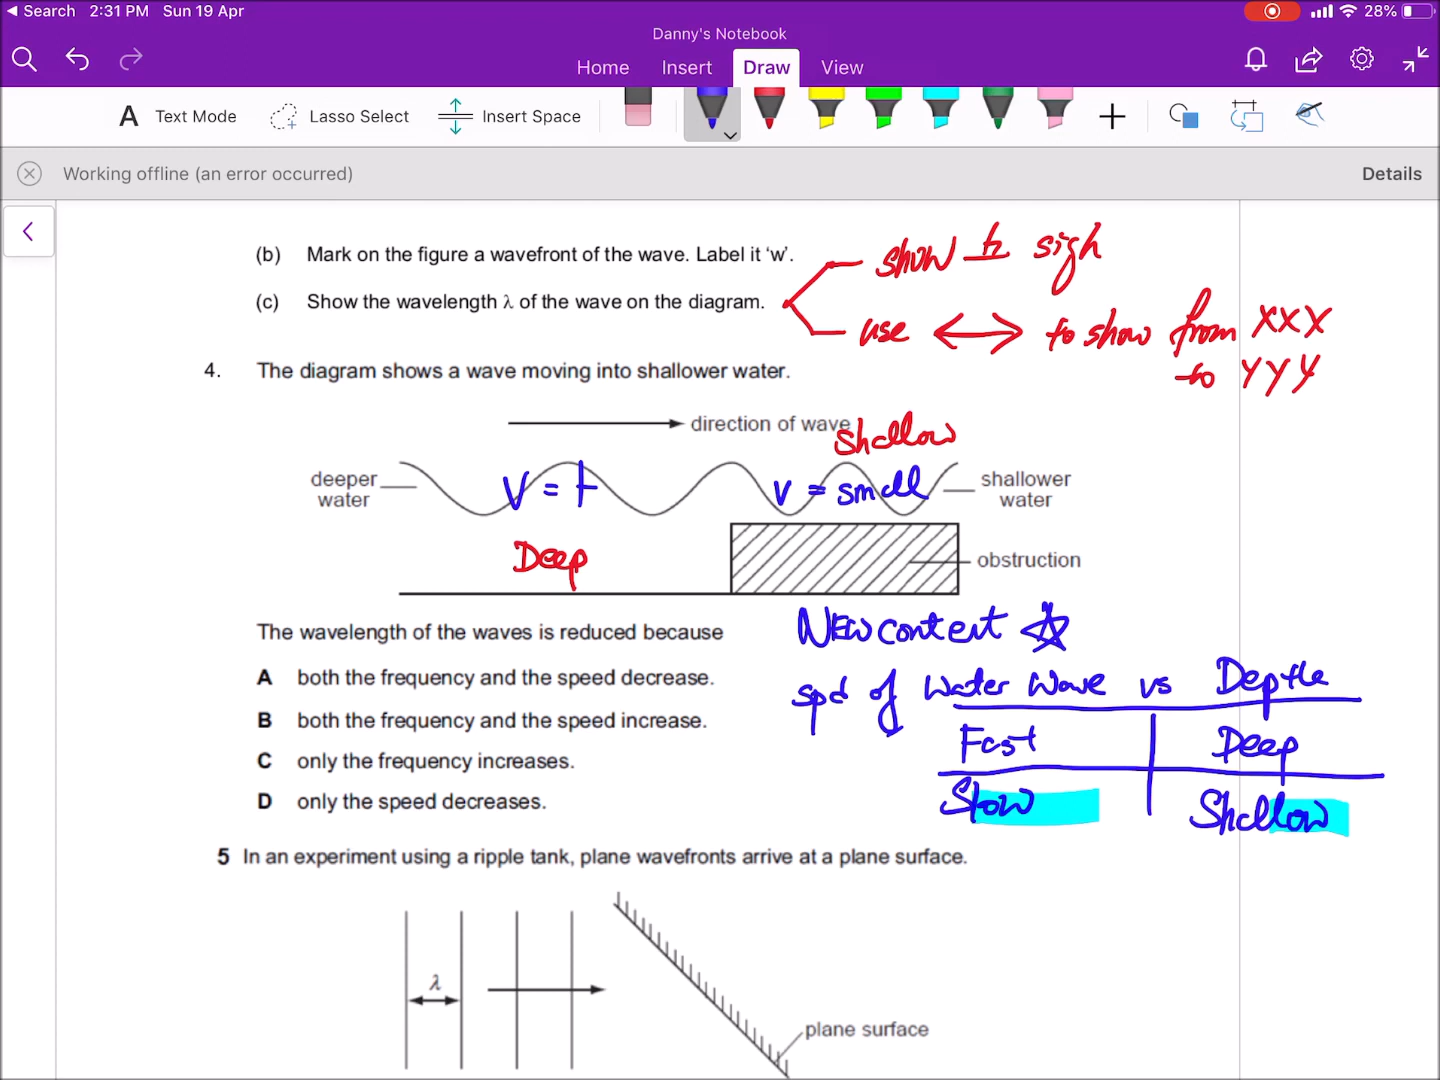 Search 2:31 PM Sun 19 Apr 28%
Danny's Notebook
Home Insert Draw View
A Text Mode Lasso Select Insert Space
Working offline (an error occurred) Details
(b) Mark on the figure a wavefront of the wave. Label it 'w'.
show sigh
(c) Show the wavelength λ of the wave on the diagram.
use ↔ to show from XXX
to YYY
4. The diagram shows a wave moving into shallower water.
direction of wave
Shallow
deeper water
V =
V = small
shallower water
Deep
obstruction
The wavelength of the waves is reduced because
NEW context
A both the frequency and the speed decrease.
spd of Water Wave vs Depth
B both the frequency and the speed increase.
Fast Deep
C only the frequency increases.
D only the speed decreases.
Slow Shallow
5 In an experiment using a ripple tank, plane wavefronts arrive at a plane surface.
λ
plane surface